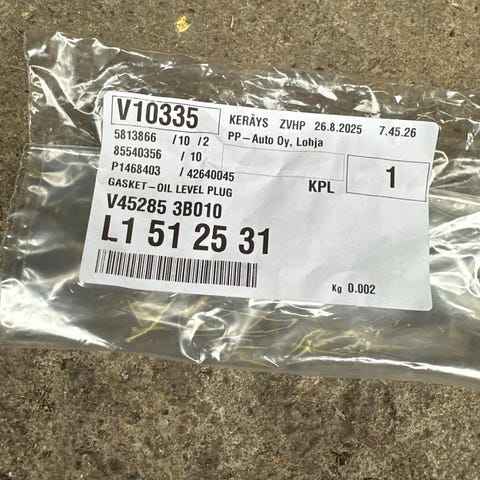 V10335 KERÄYS ZVHP 26.8.2025 7.45.26
5813866 /10 /2 PP-Auto Oy, Lohja
85540356 / 10
P1468403 / 42640045
GASKET-OIL LEVEL PLUG KPL 1
V45285 3B010
L1 51 25 31
Kg 0.002